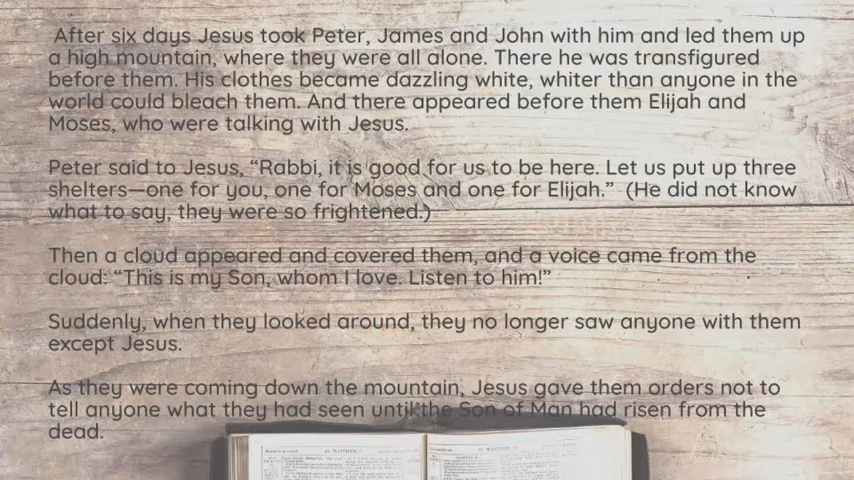 After six days Jesus took Peter, James and John with him and led them up
a high mountain, where they were all alone. There he was transfigured
before them. His clothes became dazzling white, whiter than anyone in the
world could bleach them. And there appeared before them Elijah and
Moses, who were talking with Jesus.
Peter said to Jesus, “Rabbi, it is good for us to be here. Let us put up three
shelters—one for you, one for Moses and one for Elijah.”  (He did not know
what to say, they were so frightened.)
Then a cloud appeared and covered them, and a voice came from the
cloud: “This is my Son, whom I love. Listen to him!”
Suddenly, when they looked around, they no longer saw anyone with them
except Jesus.
As they were coming down the mountain, Jesus gave them orders not to
tell anyone what they had seen until the Son of Man had risen from the
dead.